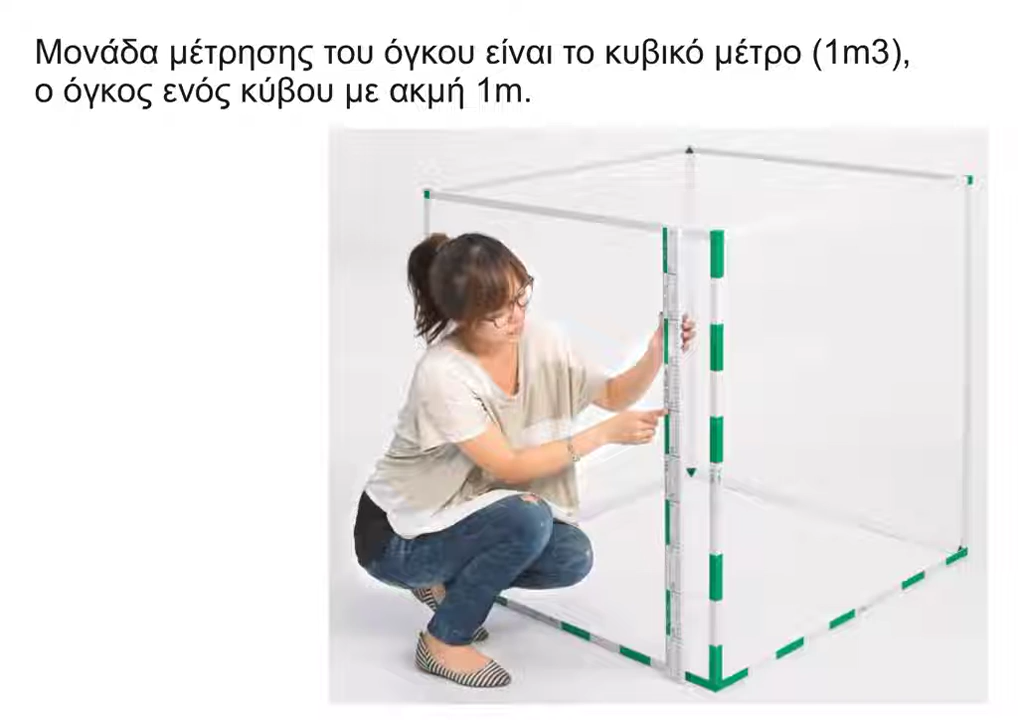 Μονάδα μέτρησης του όγκου είναι το κυβικό μέτρο (1m3),
ο όγκος ενός κύβου με ακμή 1m.